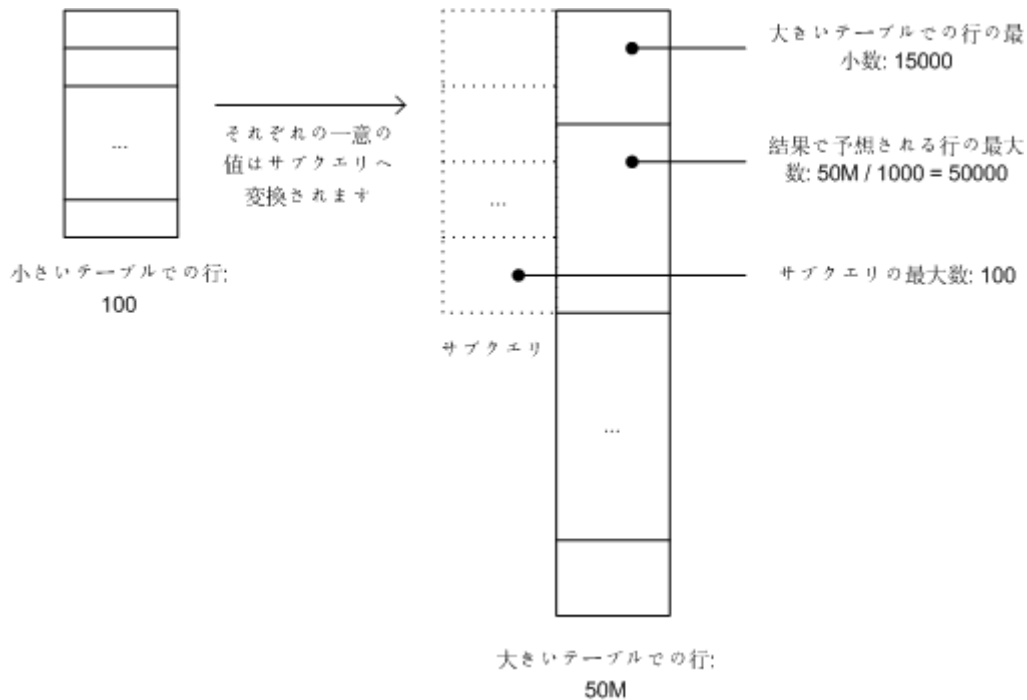 ...
それぞれの一意の
値はサブクエリへ
変換されます
小さいテーブルでの行:
100
...
サブクエリ
大きいテーブルでの行の最
小数: 15000
結果で予想される行の最大
数: 50M / 1000 = 50000
サブクエリの最大数: 100
...
大きいテーブルでの行:
50M